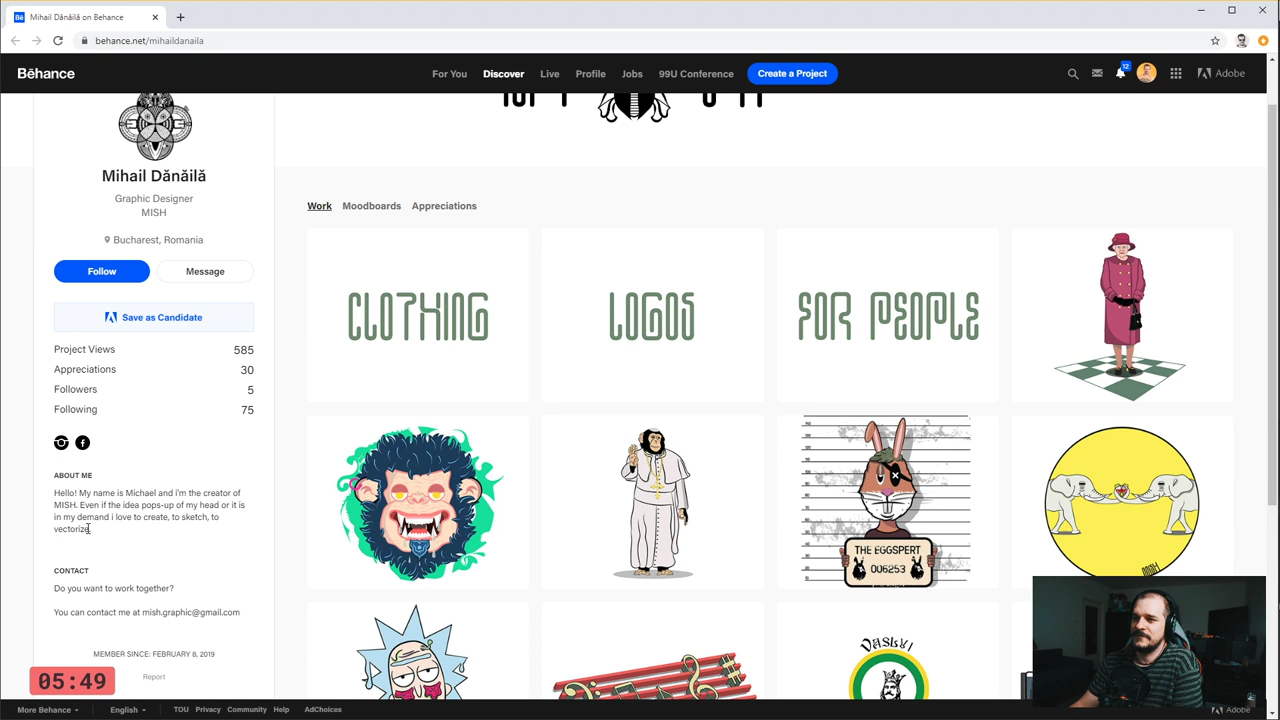 Mihail Dănăilă on Behance
behance.net/mihaildanaila
Bēhance
For You
Discover
Live
Profile
Jobs
99U Conference
Create a Project
12
Adobe
Mihail Dănăilă
Graphic Designer
MISH
Bucharest, Romania
Follow
Message
Save as Candidate
Project Views 585
Appreciations 30
Followers 5
Following 75
ABOUT ME
Hello! My name is Michael and i'm the creator of
MISH. Even if the idea pops-up of my head or it is
in my demand i love to create, to sketch, to
vectorize.
CONTACT
Do you want to work together?
You can contact me at mish.graphic@gmail.com
MEMBER SINCE: FEBRUARY 8, 2019
Report
05:49
Work
Moodboards
Appreciations
CLOTHING
LOGOS
FOR PEOPLE
THE EGGSPERT
006253
More Behance
English
TOU
Privacy
Community
Help
AdChoices
Adobe